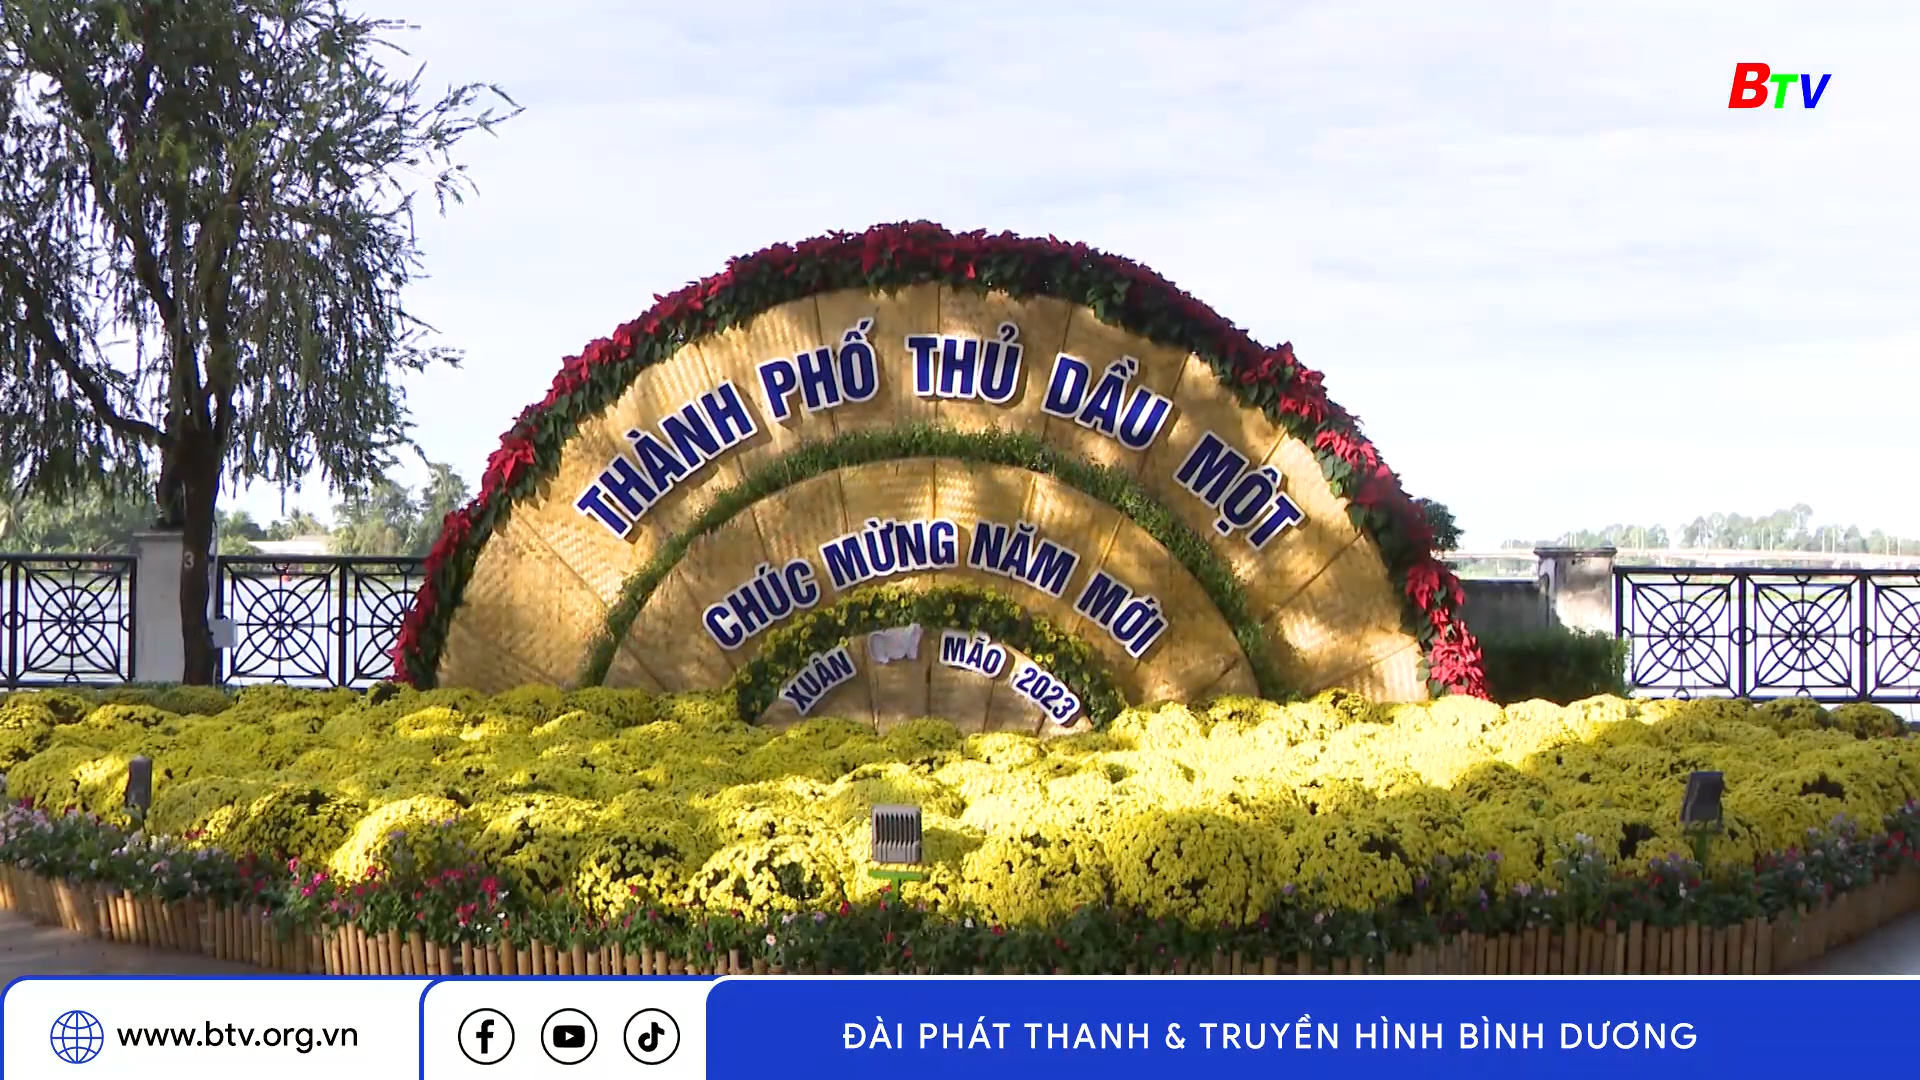 BTV
THÀNH PHỐ THỦ DẦU MỘT
CHÚC MỪNG NĂM MỚI
XUÂN MÃO 2023
3
www.btv.org.vn
ĐÀI PHÁT THANH & TRUYỀN HÌNH BÌNH DƯƠNG